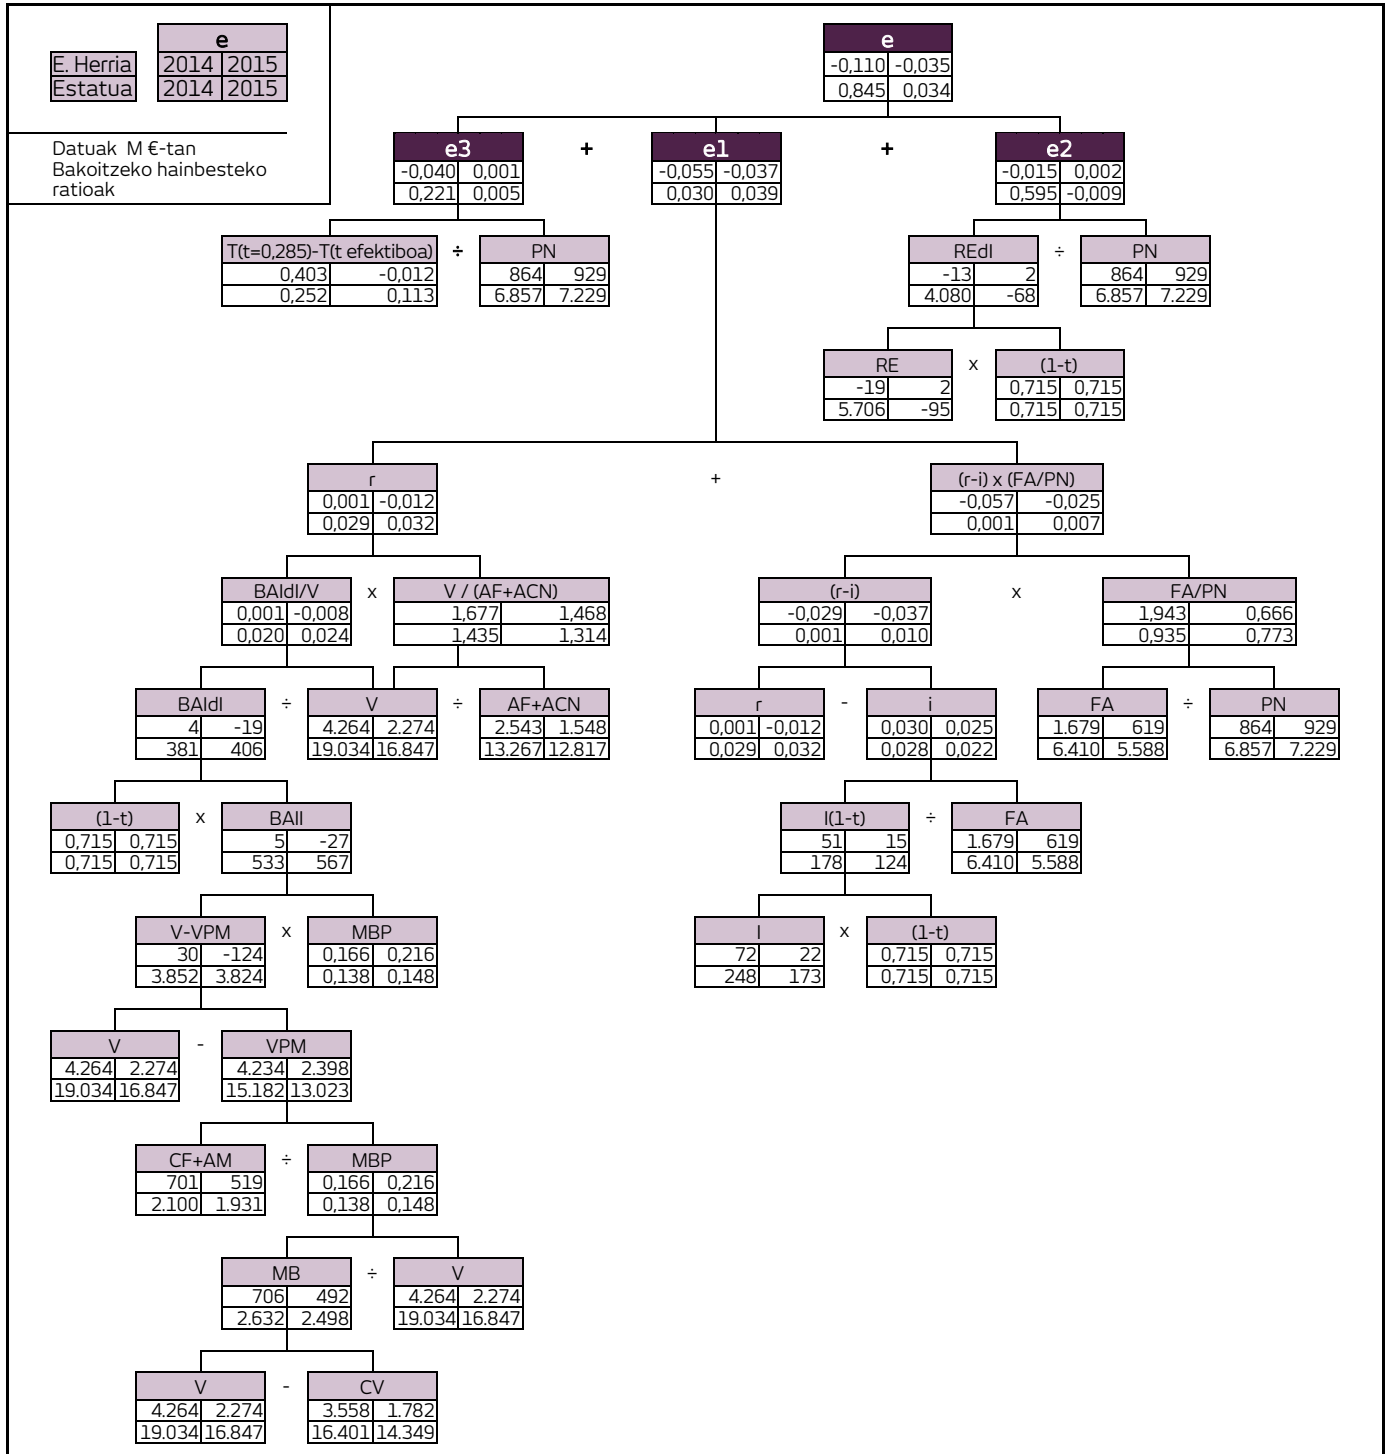 e
E. Herria 2014 2015
Estatua 2014 2015
Datuak M €-tan
Bakoitzeko hainbesteko
ratioak
e
-0,110 -0,035
0,845 0,034
e3 + e1 + e2
-0,040 0,001 -0,055 -0,037 -0,015 0,002
0,221 0,005 0,030 0,039 0,595 -0,009
T(t=0,285)-T(t efektiboa) ÷ PN REdI ÷ PN
0,403 -0,012 864 929 -13 2 864 929
0,252 0,113 6.857 7.229 4.080 -68 6.857 7.229
RE x (1-t)
-19 2 0,715 0,715
5.706 -95 0,715 0,715
r + (r-i) x (FA/PN)
0,001 -0,012 -0,057 -0,025
0,029 0,032 0,001 0,007
BAIdI/V x V / (AF+ACN) (r-i) x FA/PN
0,001 -0,008 1,677 1,468 -0,029 -0,037 1,943 0,666
0,020 0,024 1,435 1,314 0,001 0,010 0,935 0,773
BAIdI ÷ V ÷ AF+ACN r - i FA ÷ PN
4 -19 4.264 2.274 2.543 1.548 0,001 -0,012 0,030 0,025 1.679 619 864 929
381 406 19.034 16.847 13.267 12.817 0,029 0,032 0,028 0,022 6.410 5.588 6.857 7.229
(1-t) x BAII I(1-t) ÷ FA
0,715 0,715 5 -27 51 15 1.679 619
0,715 0,715 533 567 178 124 6.410 5.588
V-VPM x MBP I x (1-t)
30 -124 0,166 0,216 72 22 0,715 0,715
3.852 3.824 0,138 0,148 248 173 0,715 0,715
V - VPM
4.264 2.274 4.234 2.398
19.034 16.847 15.182 13.023
CF+AM ÷ MBP
701 519 0,166 0,216
2.100 1.931 0,138 0,148
MB ÷ V
706 492 4.264 2.274
2.632 2.498 19.034 16.847
V - CV
4.264 2.274 3.558 1.782
19.034 16.847 16.401 14.349